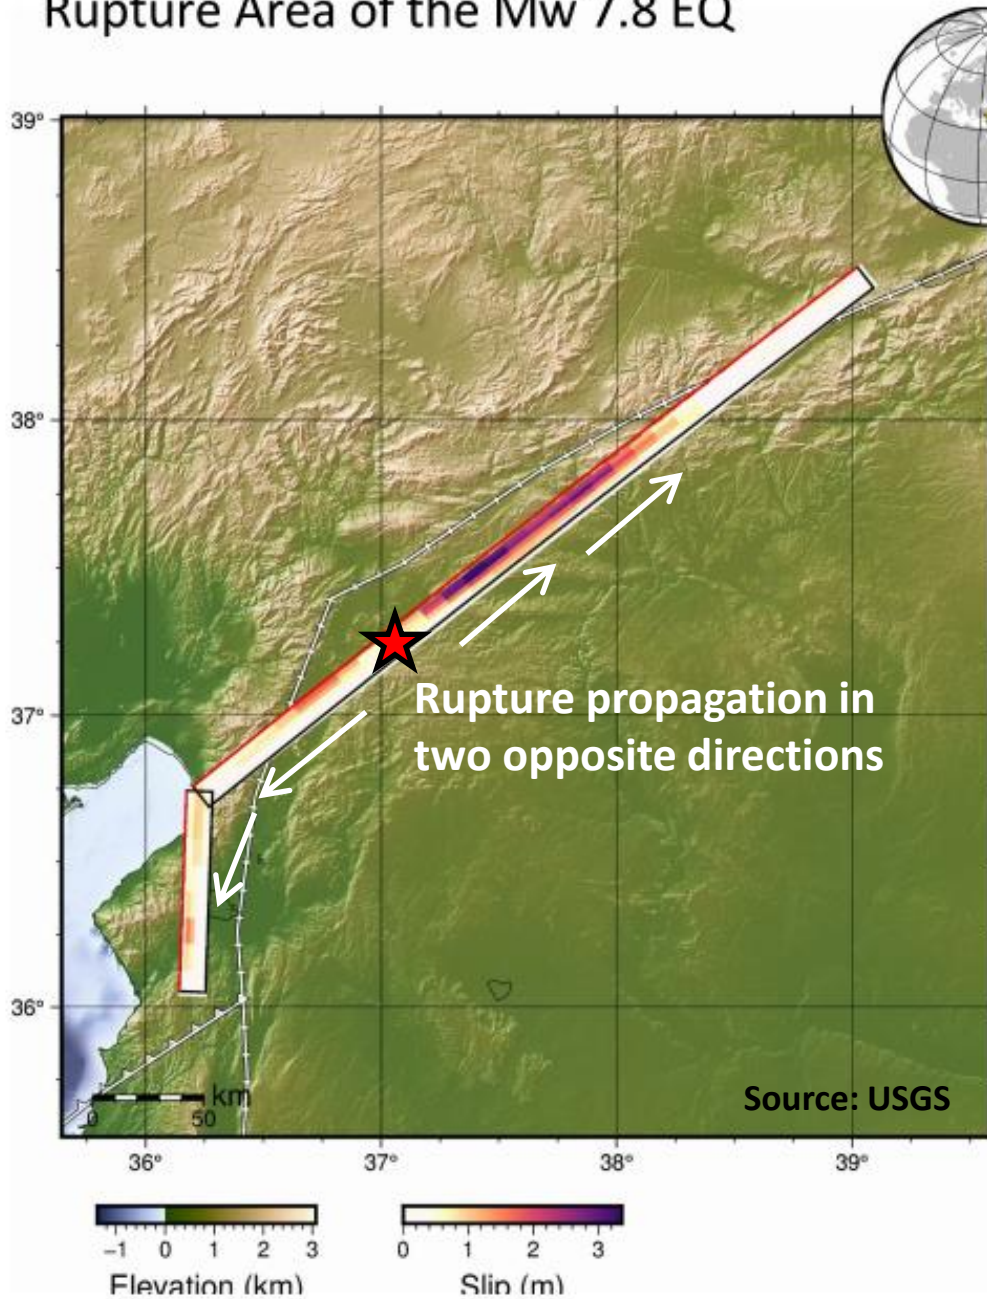 Rupture Area of the Mw 7.8 EQ
39°
38°
37°
36°
Rupture propagation in
two opposite directions
km
0
50
Source: USGS
36°
37°
38°
39°
−1 0 1 2 3
Elevation (km)
0 1 2 3
Slip (m)